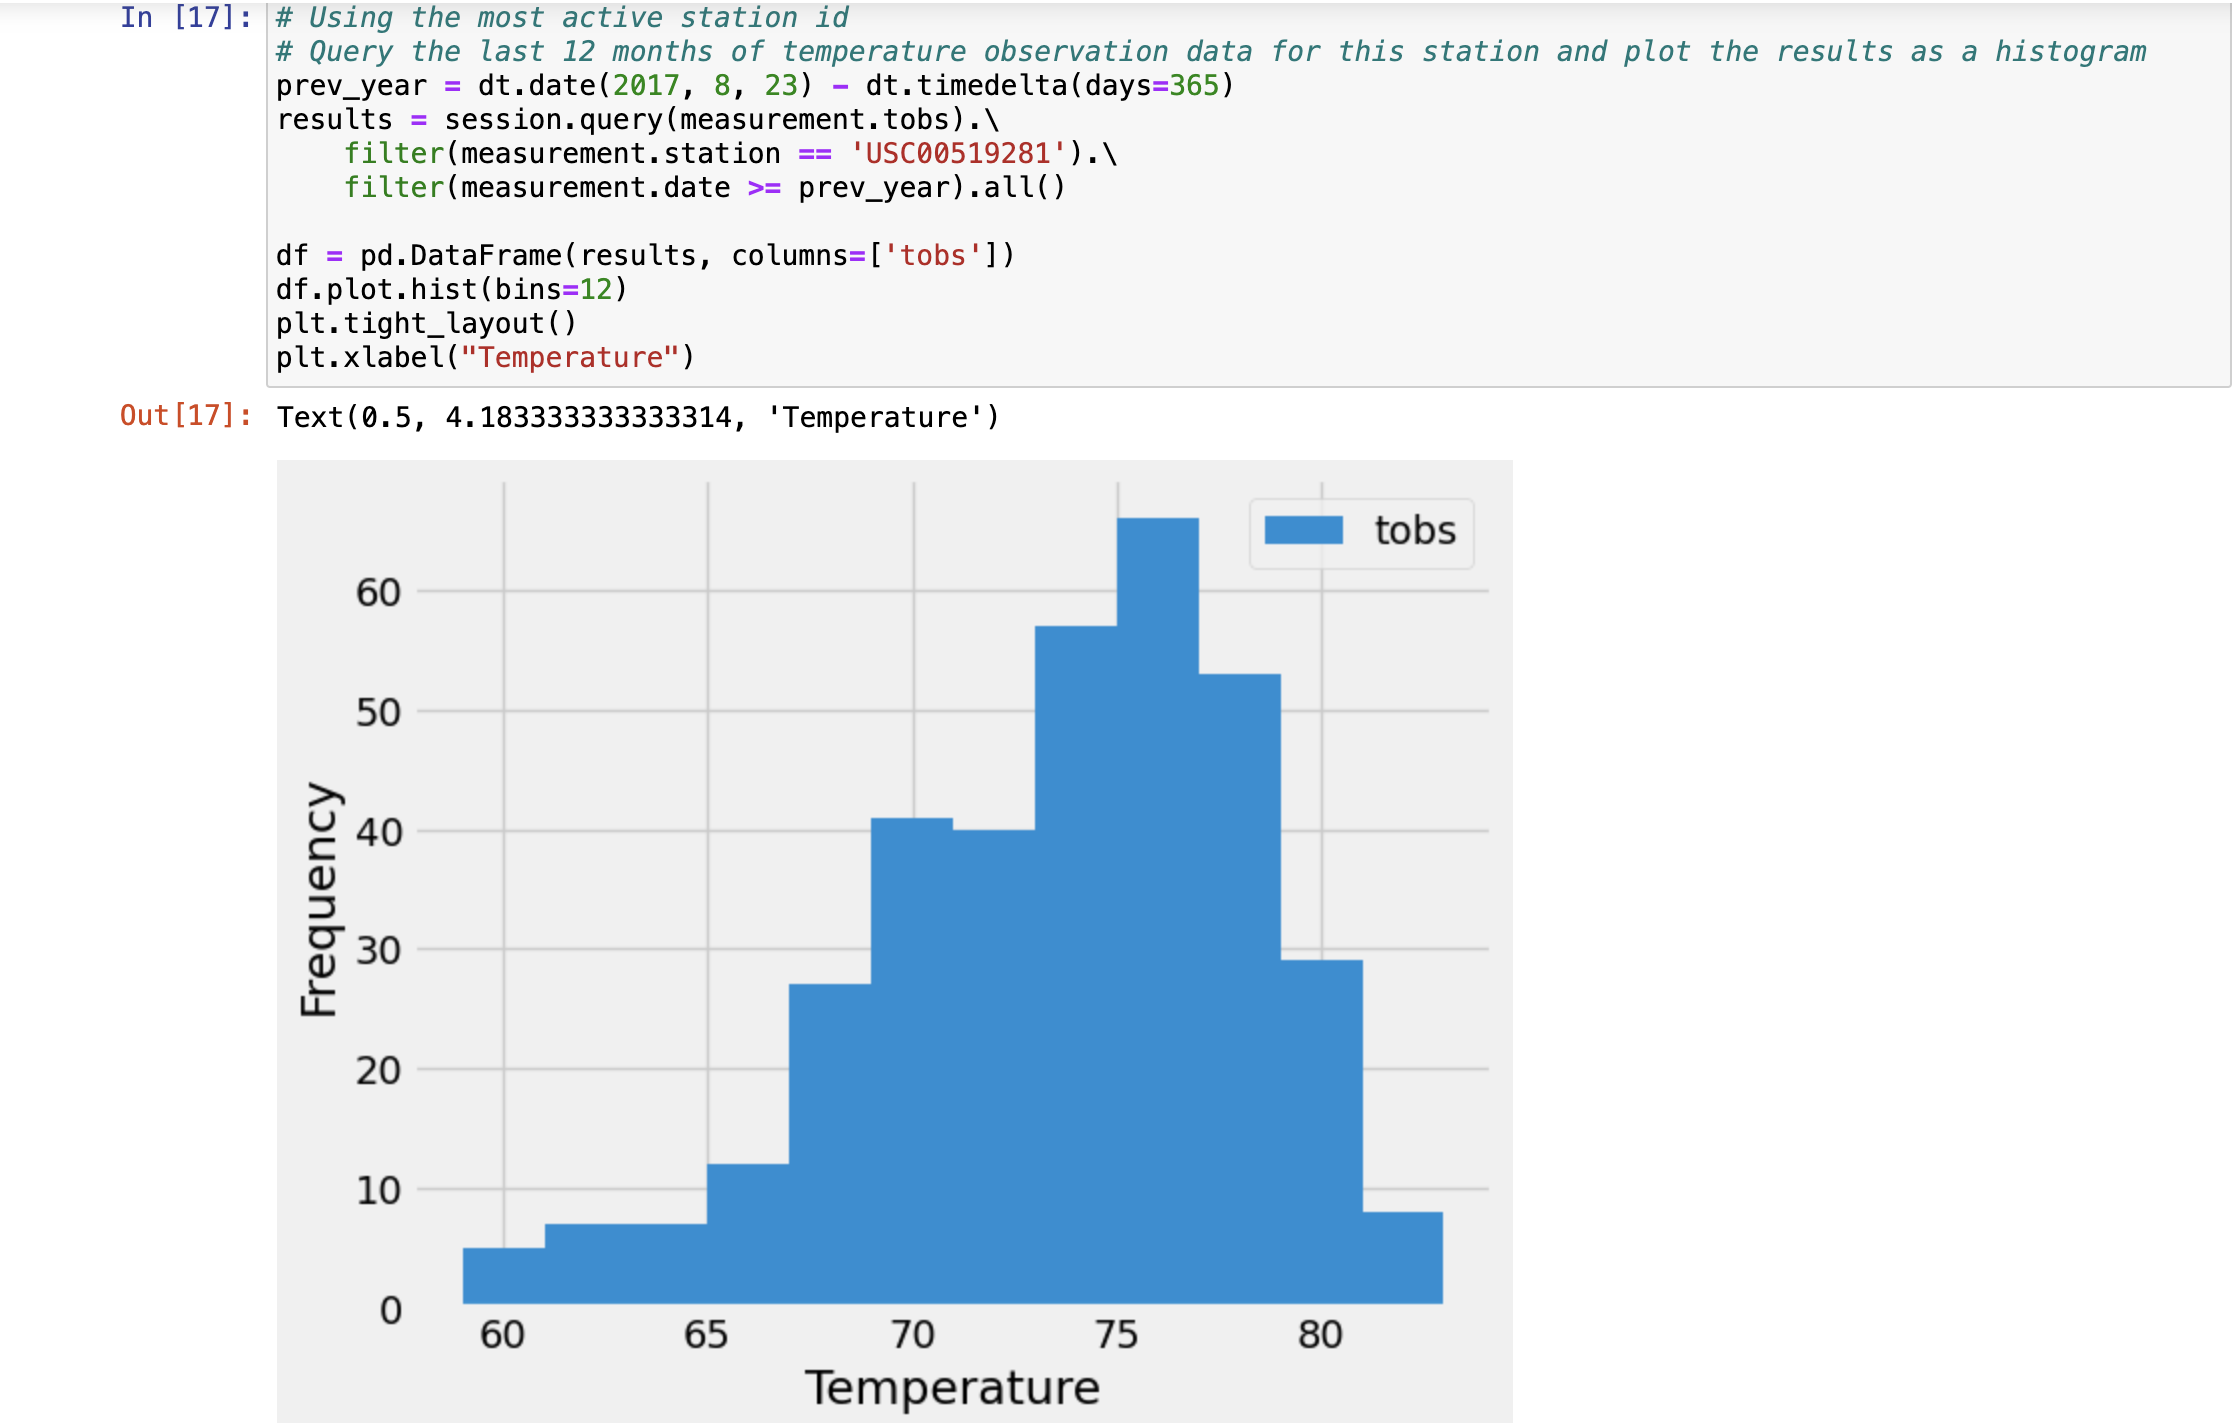 In [17]: # Using the most active station id
# Query the last 12 months of temperature observation data for this station and plot the results as a histogram
prev_year = dt.date(2017, 8, 23) - dt.timedelta(days=365)
results = session.query(measurement.tobs).\
    filter(measurement.station == 'USC00519281').\
    filter(measurement.date >= prev_year).all()

df = pd.DataFrame(results, columns=['tobs'])
df.plot.hist(bins=12)
plt.tight_layout()
plt.xlabel("Temperature")
Out[17]: Text(0.5, 4.183333333333314, 'Temperature')
tobs
60
50
40
30
20
10
0
Frequency
60 65 70 75 80
Temperature